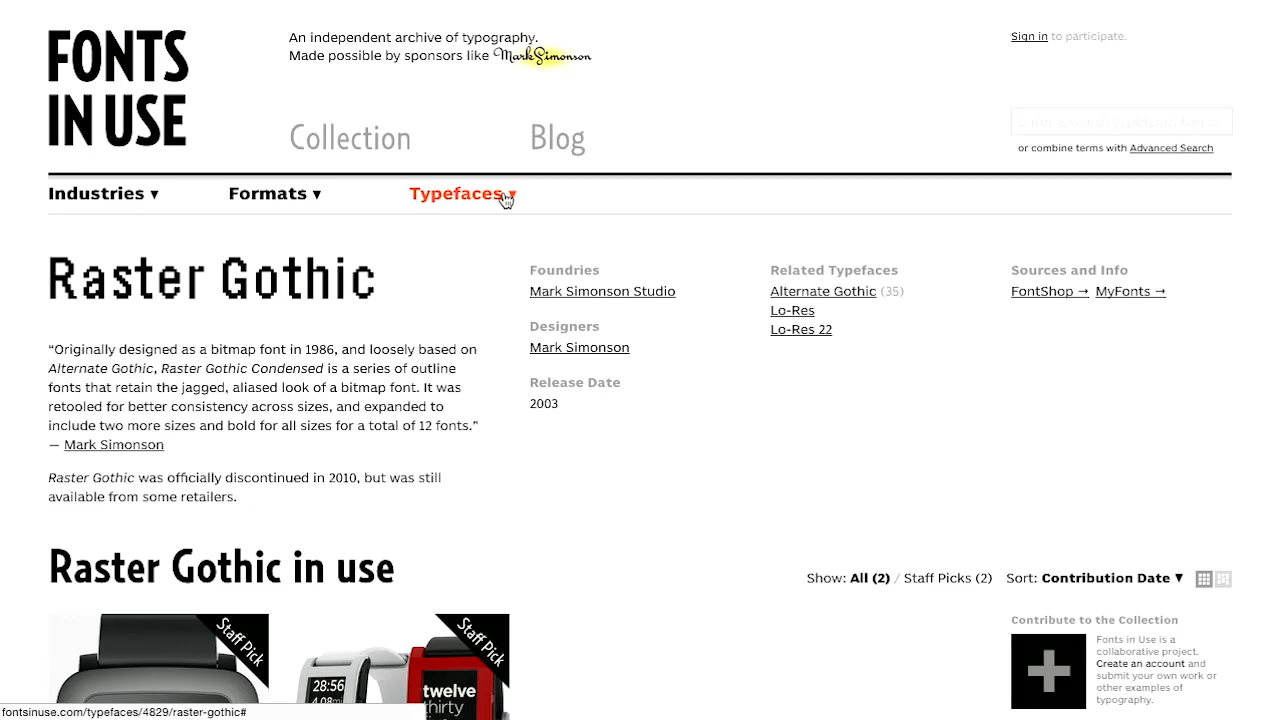 FONTS
IN USE
An independent archive of typography.
Made possible by sponsors like Mark Simonson
Sign in to participate.
Collection
Blog
or combine terms with Advanced Search
Industries ▾
Formats ▾
Typefaces ▾
Raster Gothic
“Originally designed as a bitmap font in 1986, and loosely based on
Alternate Gothic, Raster Gothic Condensed is a series of outline
fonts that retain the jagged, aliased look of a bitmap font. It was
retooled for better consistency across sizes, and expanded to
include two more sizes and bold for all sizes for a total of 12 fonts.”
— Mark Simonson
Raster Gothic was officially discontinued in 2010, but was still
available from some retailers.
Foundries
Mark Simonson Studio
Designers
Mark Simonson
Release Date
2003
Related Typefaces
Alternate Gothic (35)
Lo-Res
Lo-Res 22
Sources and Info
FontShop → MyFonts →
Raster Gothic in use
Show: All (2) / Staff Picks (2) Sort: Contribution Date ▾
Staff Pick
Staff Pick
28:56
twelve
thirty
Contribute to the Collection
Fonts in Use is a
collaborative project.
Create an account and
submit your own work or
other examples of
typography.
fontsinuse.com/typefaces/4829/raster-gothic#